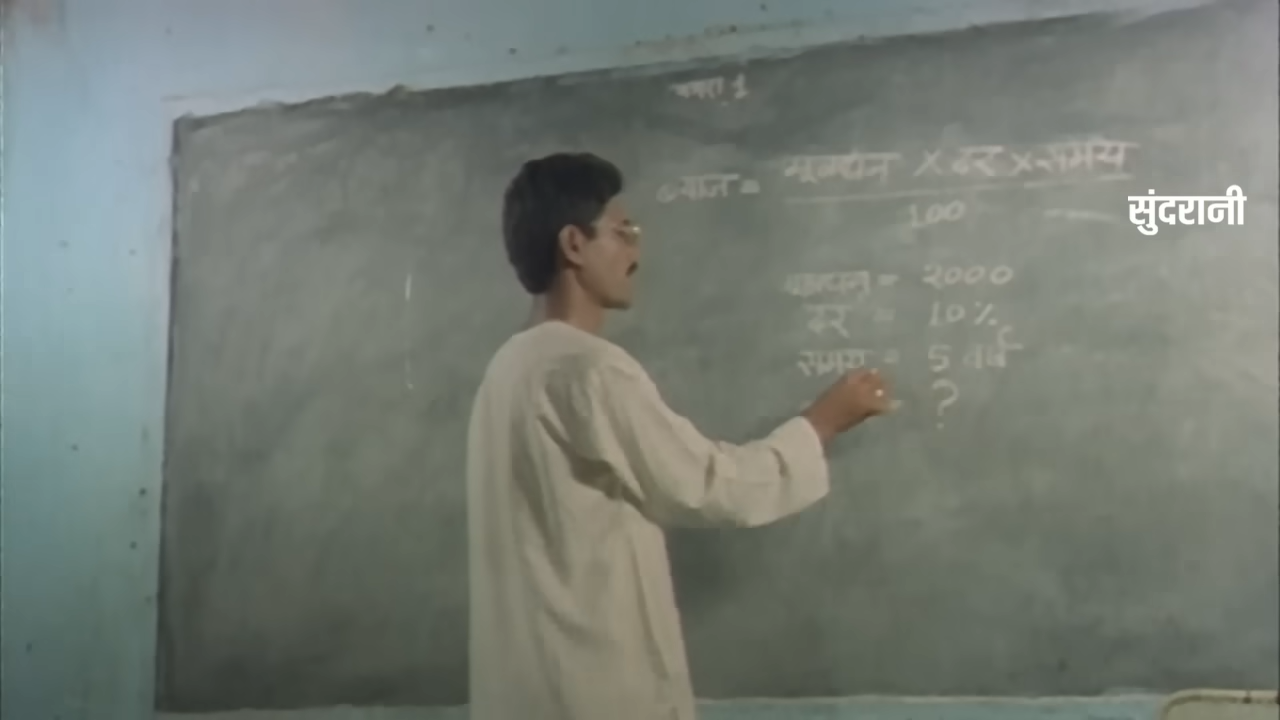 ब्याज = मूलधन X दर X समय
100
सुंदरानी
मूलधन = 2000
दर = 10%
समय = 5 वर्ष
= ?